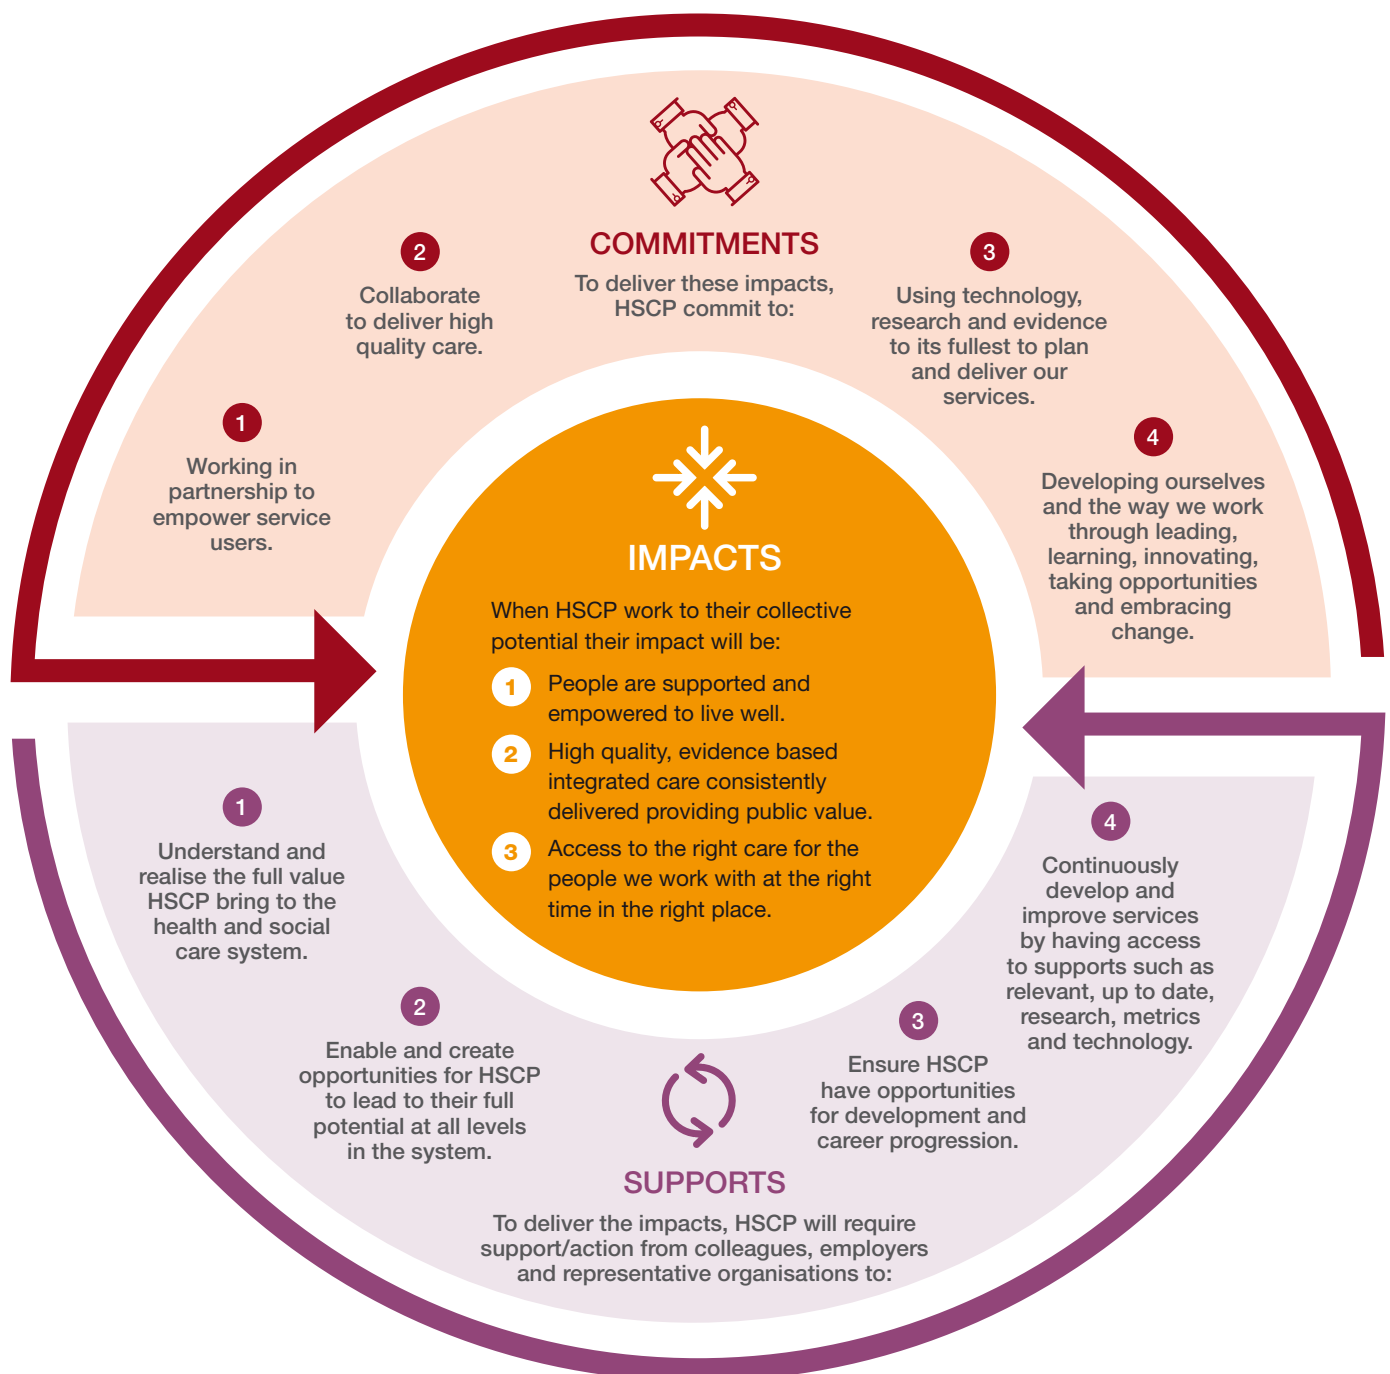 COMMITMENTS
To deliver these impacts,
HSCP commit to:
1
Working in
partnership to
empower service
users.
2
Collaborate
to deliver high
quality care.
3
Using technology,
research and evidence
to its fullest to plan
and deliver our
services.
4
Developing ourselves
and the way we work
through leading,
learning, innovating,
taking opportunities
and embracing
change.
IMPACTS
When HSCP work to their collective
potential their impact will be:
1 People are supported and
empowered to live well.
2 High quality, evidence based
integrated care consistently
delivered providing public value.
3 Access to the right care for the
people we work with at the right
time in the right place.
1
Understand and
realise the full value
HSCP bring to the
health and social
care system.
2
Enable and create
opportunities for HSCP
to lead to their full
potential at all levels
in the system.
3
Ensure HSCP
have opportunities
for development and
career progression.
4
Continuously
develop and
improve services
by having access
to supports such as
relevant, up to date,
research, metrics
and technology.
SUPPORTS
To deliver the impacts, HSCP will require
support/action from colleagues, employers
and representative organisations to: